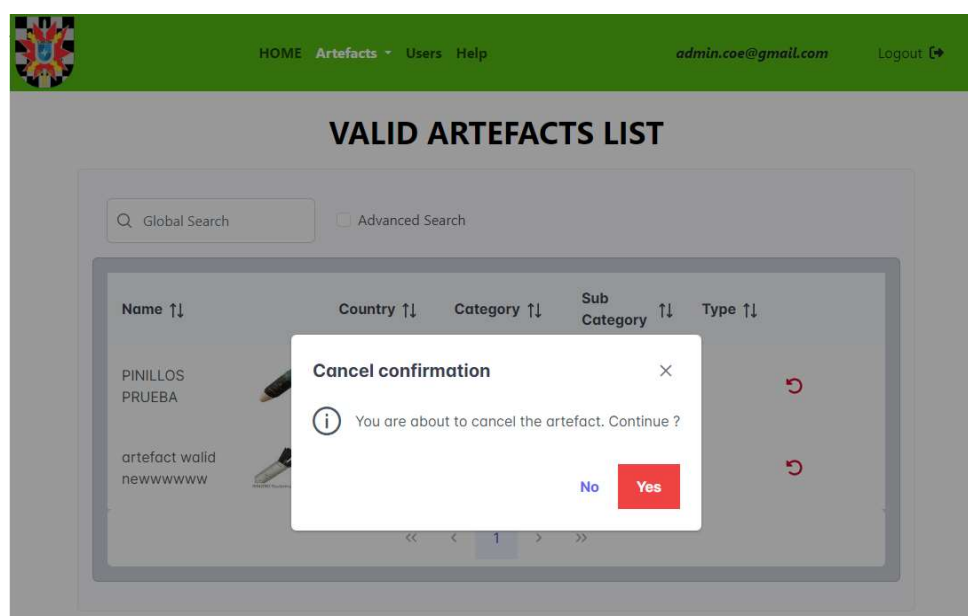 HOME Artefacts Users Help admin.coe@gmail.com Logout
VALID ARTEFACTS LIST
Global Search Advanced Search
Name Country Category Sub Category Type
Cancel confirmation
PINILLOS PRUEBA
You are about to cancel the artefact. Continue ?
artefact walid newwwwww
No Yes
<< < 1 > >>